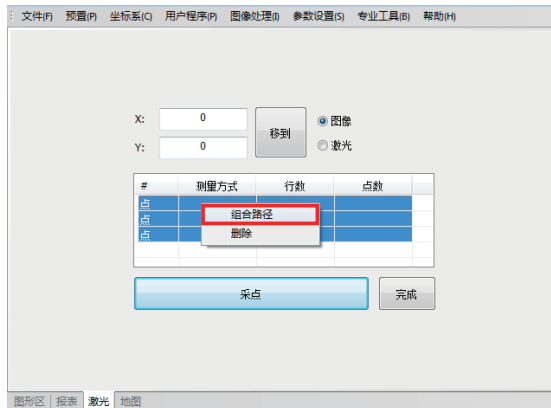 文件(F) 预置(P) 坐标系(C) 用户程序(P) 图像处理(I) 参数设置(S) 专业工具(B) 帮助(H)
X: 0
移到
图像
Y: 0
激光
# 测量方式 行数 点数
点
点
点
组合路径
删除
采点 完成
图形区 报表 激光 地图